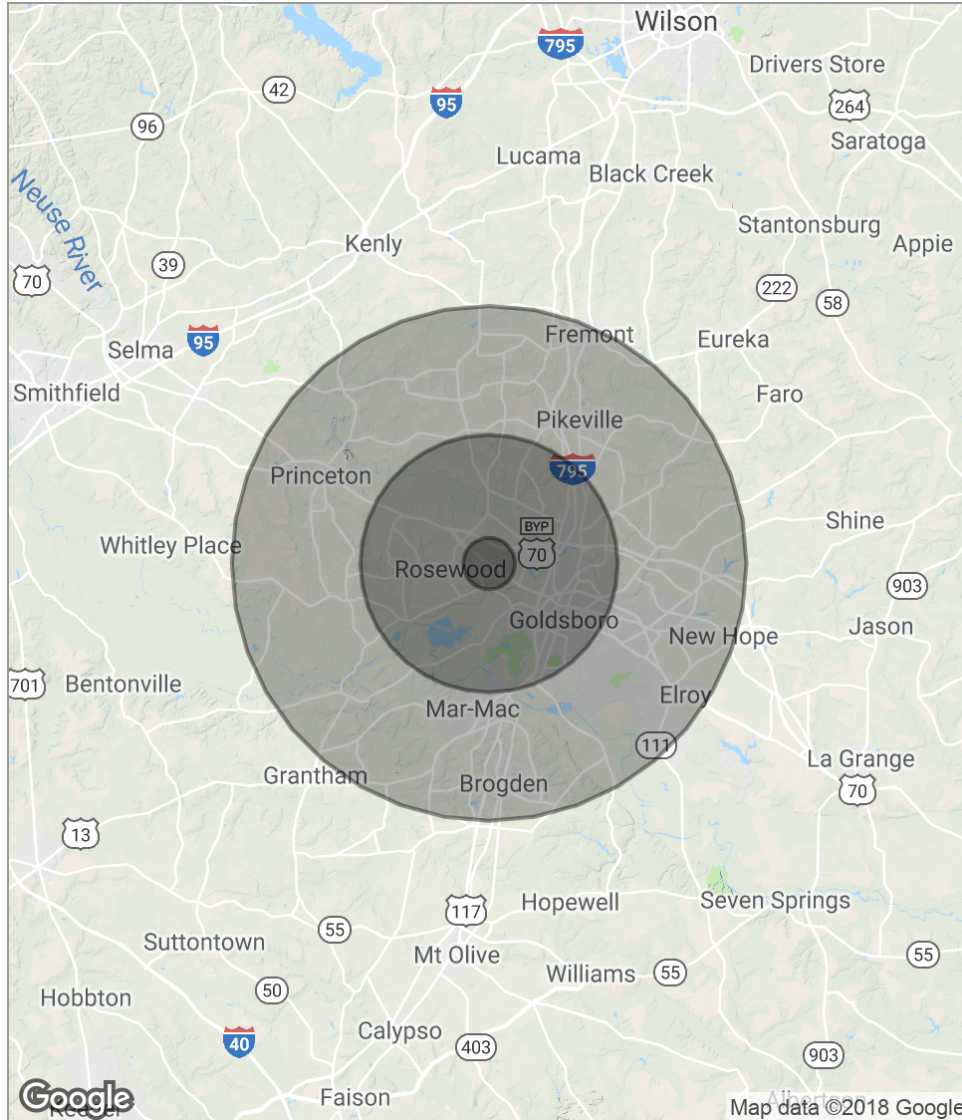 Wilson
795
Drivers Store
42
95
264
96
Saratoga
Lucama
Black Creek
Neuse River
Stantonsburg
Kenly
Appie
39
70
222
58
Fremont
95
Eureka
Selma
Smithfield
Faro
Pikeville
795
Princeton
Shine
BYP
70
Whitley Place
Rosewood
903
Goldsboro
New Hope
Jason
701
Bentonville
Elroy
Mar-Mac
111
La Grange
Grantham
Brogden
70
13
Hopewell
Seven Springs
117
55
Suttontown
Mt Olive
55
Williams
55
50
Hobbton
Calypso
40
403
903
Faison
Google
Albertson
Map data ©2018 Google